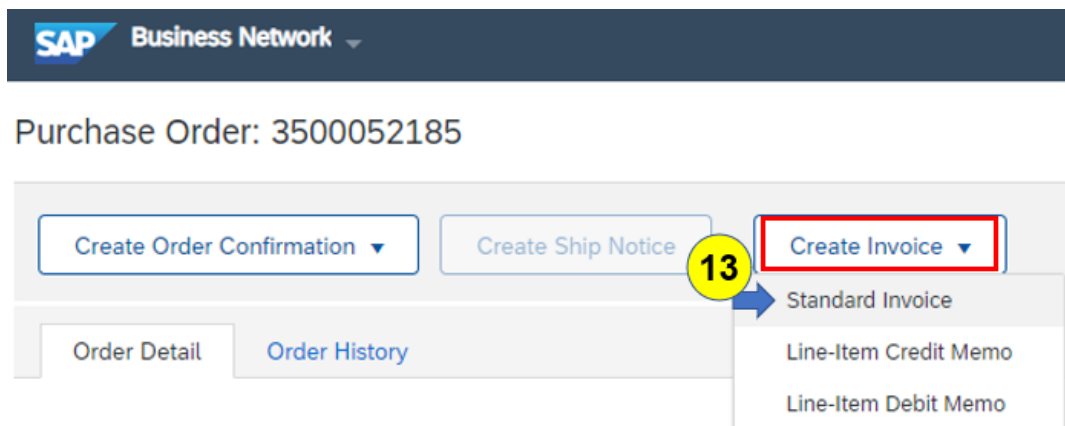 SAP Business Network
Purchase Order: 3500052185
Create Order Confirmation Create Ship Notice Create Invoice
13
Standard Invoice
Order Detail Order History
Line-Item Credit Memo
Line-Item Debit Memo